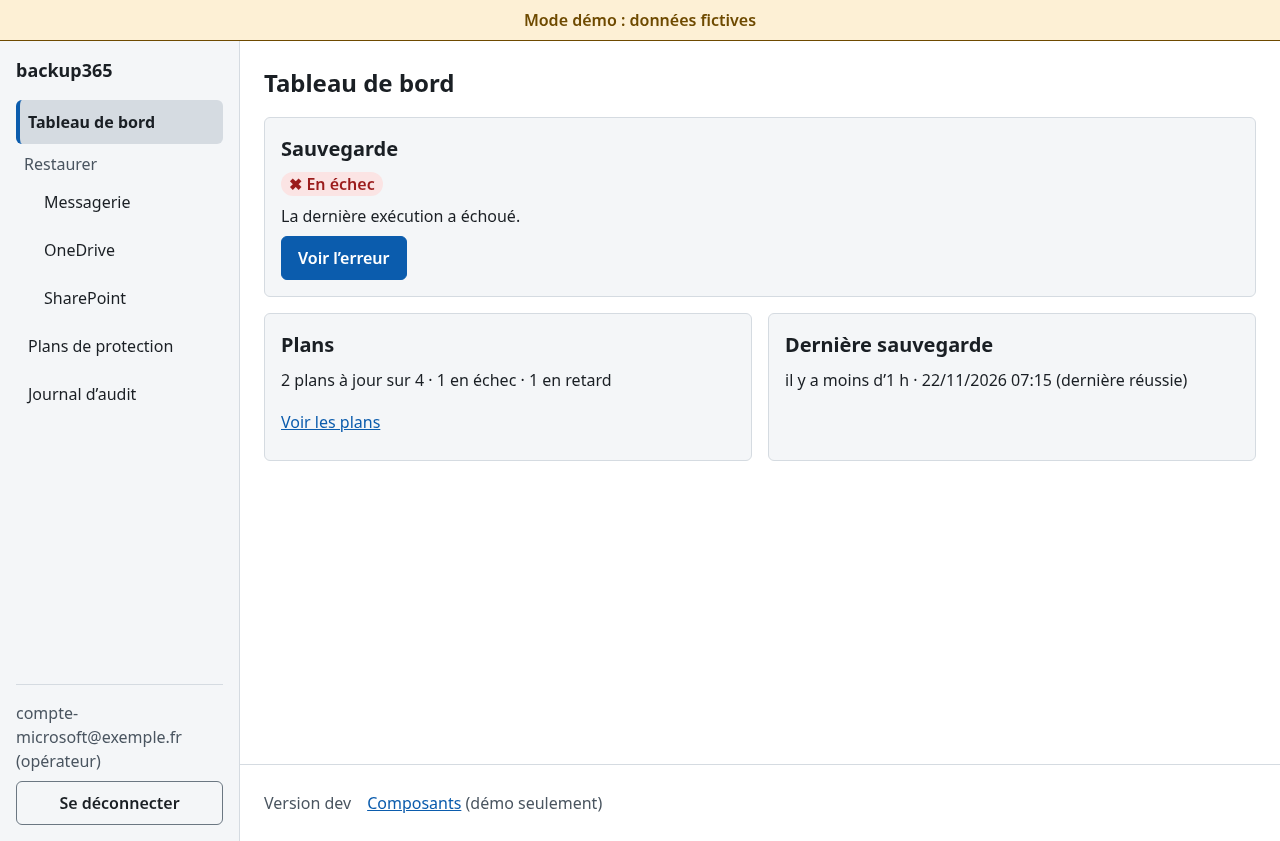 Mode démo : données fictives
backup365
Tableau de bord
Restaurer
Messagerie
OneDrive
SharePoint
Plans de protection
Journal d’audit
compte-
microsoft@exemple.fr
(opérateur)
Se déconnecter
Tableau de bord
Sauvegarde
✖ En échec
La dernière exécution a échoué.
Voir l’erreur
Plans
2 plans à jour sur 4 · 1 en échec · 1 en retard
Voir les plans
Dernière sauvegarde
il y a moins d’1 h · 22/11/2026 07:15 (dernière réussie)
Version dev Composants (démo seulement)